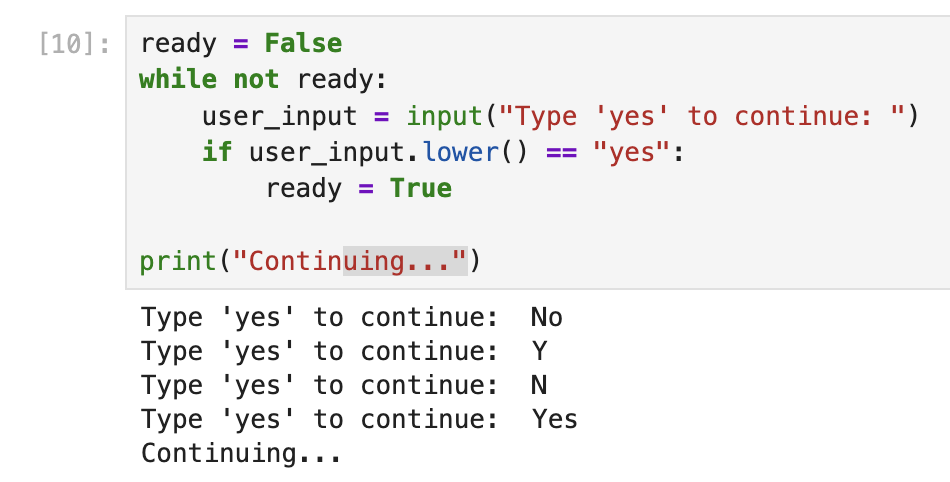 [10]:
ready = False
while not ready:
    user_input = input("Type 'yes' to continue: ")
    if user_input.lower() == "yes":
        ready = True

print("Continuing...")
Type 'yes' to continue:  No
Type 'yes' to continue:  Y
Type 'yes' to continue:  N
Type 'yes' to continue:  Yes
Continuing...